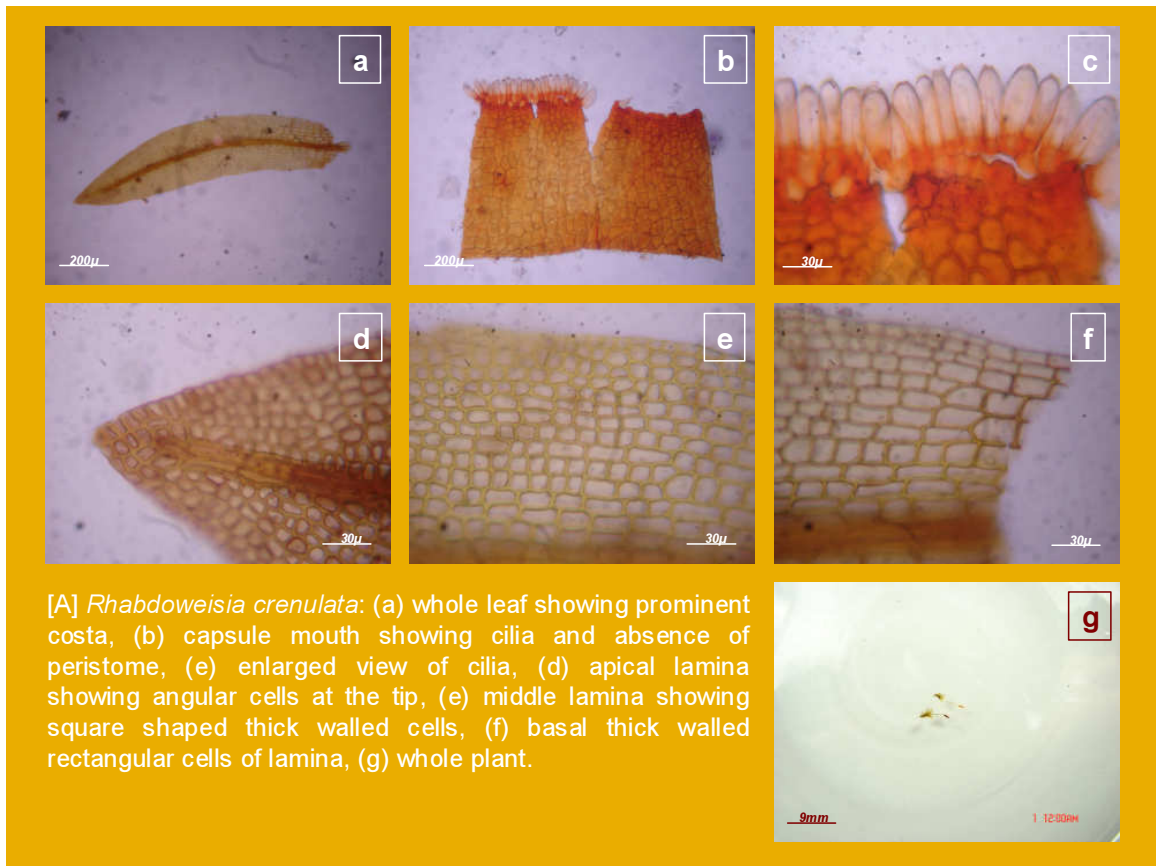 a
b
c
200µ
200µ
30µ
d
e
f
30µ
30µ
30µ
[A] Rhabdoweisia crenulata: (a) whole leaf showing prominent
costa, (b) capsule mouth showing cilia and absence of
peristome, (e) enlarged view of cilia, (d) apical lamina
showing angular cells at the tip, (e) middle lamina showing
square shaped thick walled cells, (f) basal thick walled
rectangular cells of lamina, (g) whole plant.
g
9mm
1 12:00AM